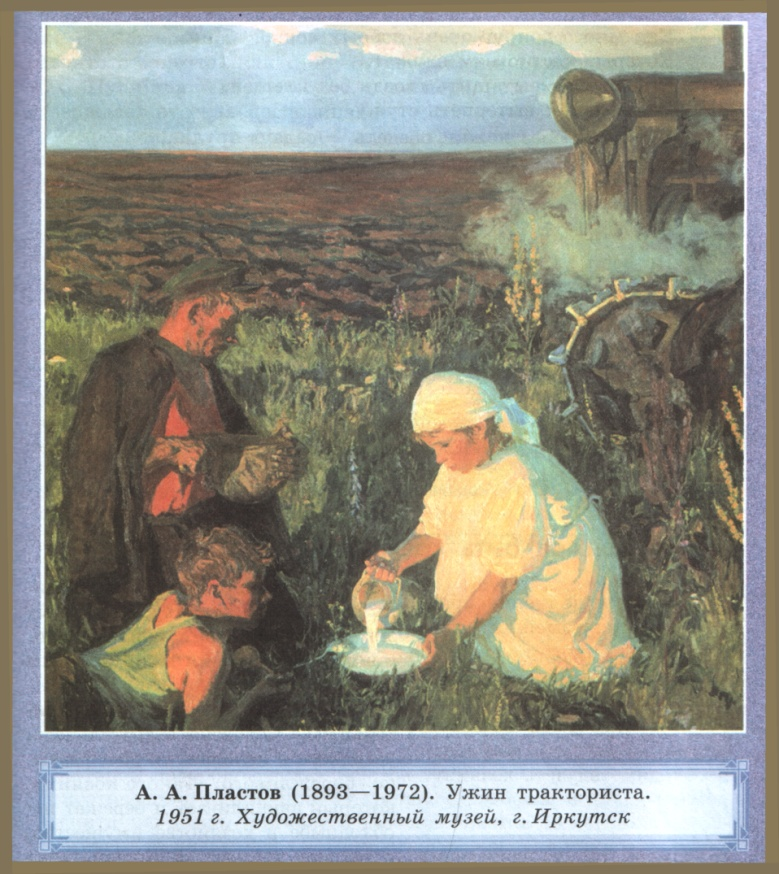 А. А. Пластов (1893—1972). Ужин тракториста.
1951 г. Художественный музей, г. Иркутск